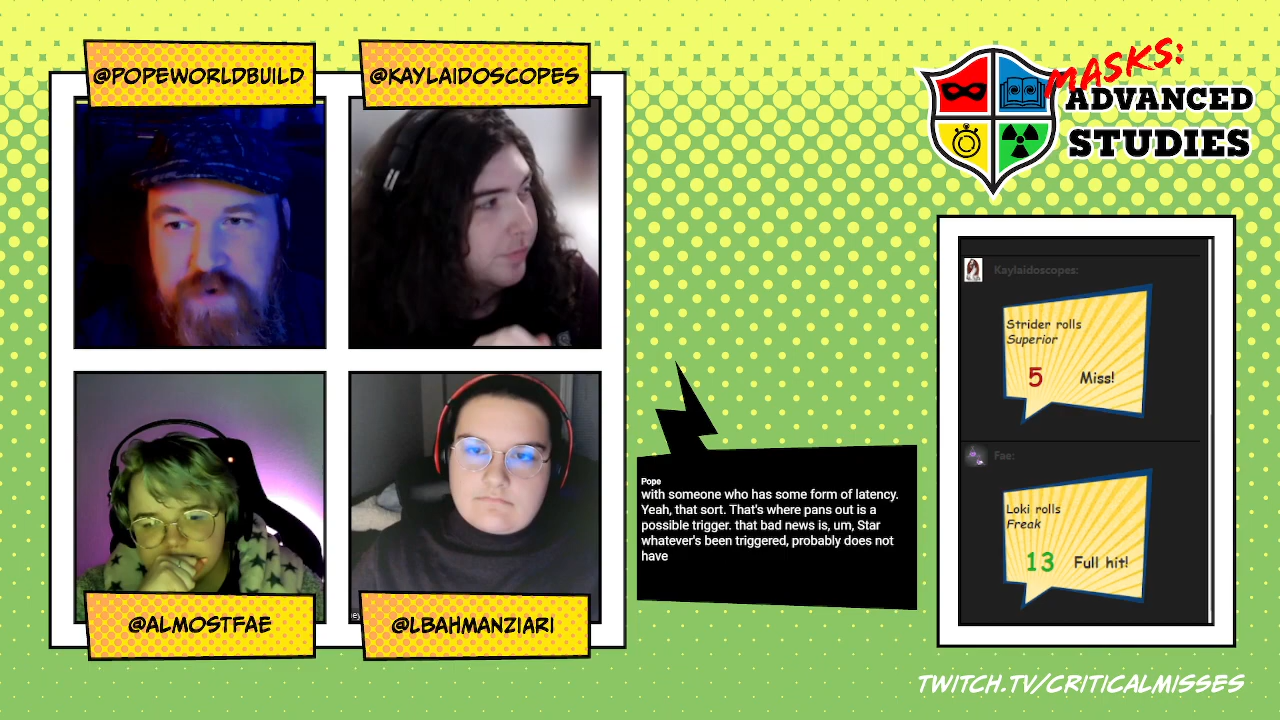 @POPEWORLDBUILD
@KAYLAIDOSCOPES
MASKS:
ADVANCED
STUDIES
Kaylaidoscopes:
Strider rolls
Superior
5 Miss!
Fae:
Loki rolls
Freak
13 Full hit!
Pope
with someone who has some form of latency.
Yeah, that sort. That's where pans out is a
possible trigger. that bad news is, um, Star
whatever's been triggered, probably does not
have
@ALMOSTFAE
@LBAHMANZIARI
TWITCH.TV/CRITICALMISSES